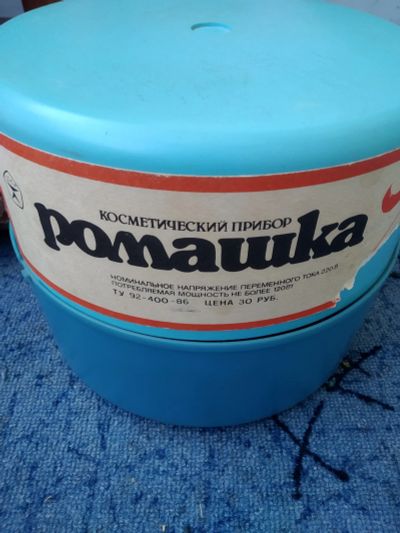 КОСМЕТИЧЕСКИЙ ПРИБОР
ромашка
НОМИНАЛЬНОЕ НАПРЯЖЕНИЕ ПЕРЕМЕННОГО ТОКА 220 В
ПОТРЕБЛЯЕМАЯ МОЩНОСТЬ НЕ БОЛЕЕ 120 ВТ
ТУ 92-400-86 ЦЕНА 30 РУБ.